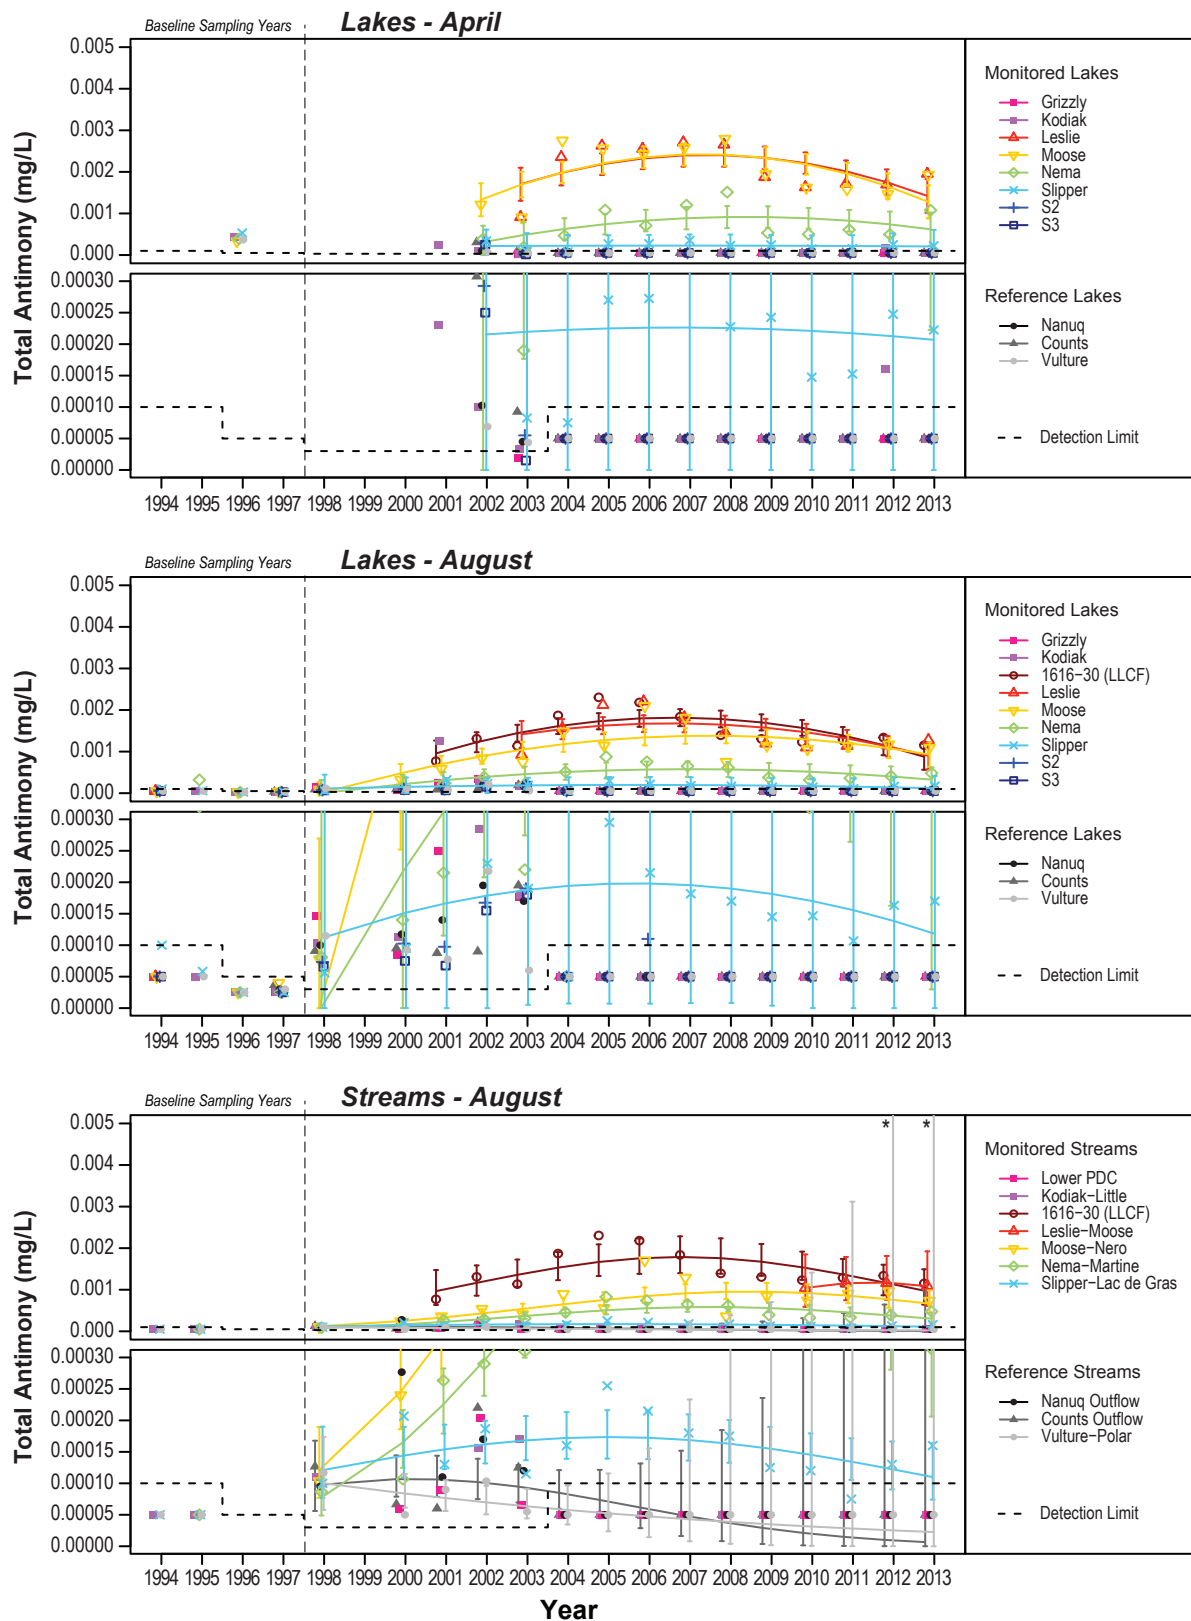 Baseline Sampling Years
Lakes - April
Total Antimony (mg/L)
0.005
0.004
0.003
0.002
0.001
0.000
0.00030
0.00025
0.00020
0.00015
0.00010
0.00005
0.00000
1994 1995 1996 1997 1998 1999 2000 2001 2002 2003 2004 2005 2006 2007 2008 2009 2010 2011 2012 2013
Monitored Lakes
Grizzly
Kodiak
Leslie
Moose
Nema
Slipper
S2
S3
Reference Lakes
Nanuq
Counts
Vulture
Detection Limit
Baseline Sampling Years
Lakes - August
Total Antimony (mg/L)
0.005
0.004
0.003
0.002
0.001
0.000
0.00030
0.00025
0.00020
0.00015
0.00010
0.00005
0.00000
1994 1995 1996 1997 1998 1999 2000 2001 2002 2003 2004 2005 2006 2007 2008 2009 2010 2011 2012 2013
Monitored Lakes
Grizzly
Kodiak
1616−30 (LLCF)
Leslie
Moose
Nema
Slipper
S2
S3
Reference Lakes
Nanuq
Counts
Vulture
Detection Limit
Baseline Sampling Years
Streams - August
Total Antimony (mg/L)
0.005
0.004
0.003
0.002
0.001
0.000
* *
0.00030
0.00025
0.00020
0.00015
0.00010
0.00005
0.00000
1994 1995 1996 1997 1998 1999 2000 2001 2002 2003 2004 2005 2006 2007 2008 2009 2010 2011 2012 2013
Year
Monitored Streams
Lower PDC
Kodiak−Little
1616−30 (LLCF)
Leslie−Moose
Moose−Nero
Nema−Martine
Slipper−Lac de Gras
Reference Streams
Nanuq Outflow
Counts Outflow
Vulture−Polar
Detection Limit